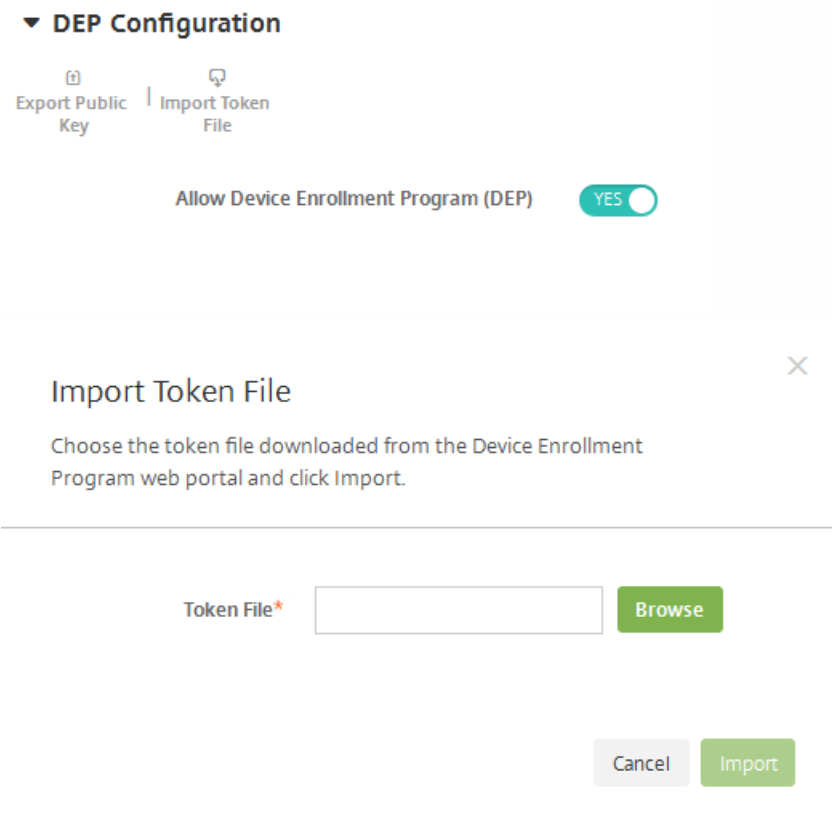 DEP Configuration
Export Public
Key
|
Import Token
File
Allow Device Enrollment Program (DEP)
YES
Import Token File
Choose the token file downloaded from the Device Enrollment
Program web portal and click Import.
Token File*
Browse
Cancel
Import